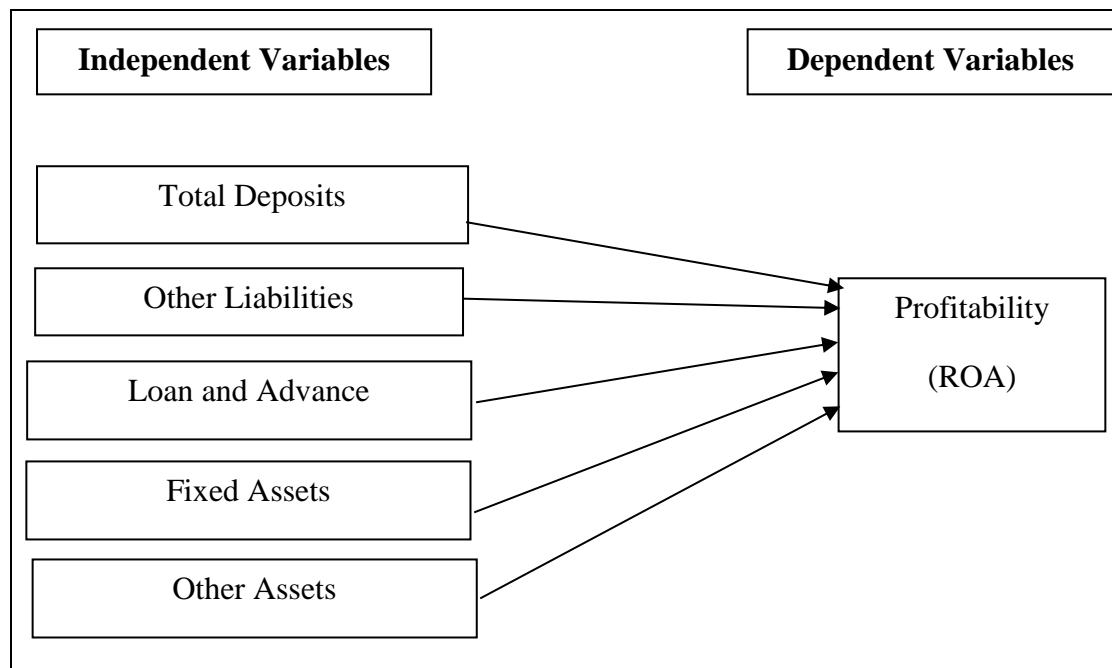 Independent Variables
Dependent Variables
Total Deposits
Other Liabilities
Loan and Advance
Fixed Assets
Other Assets
Profitability
(ROA)